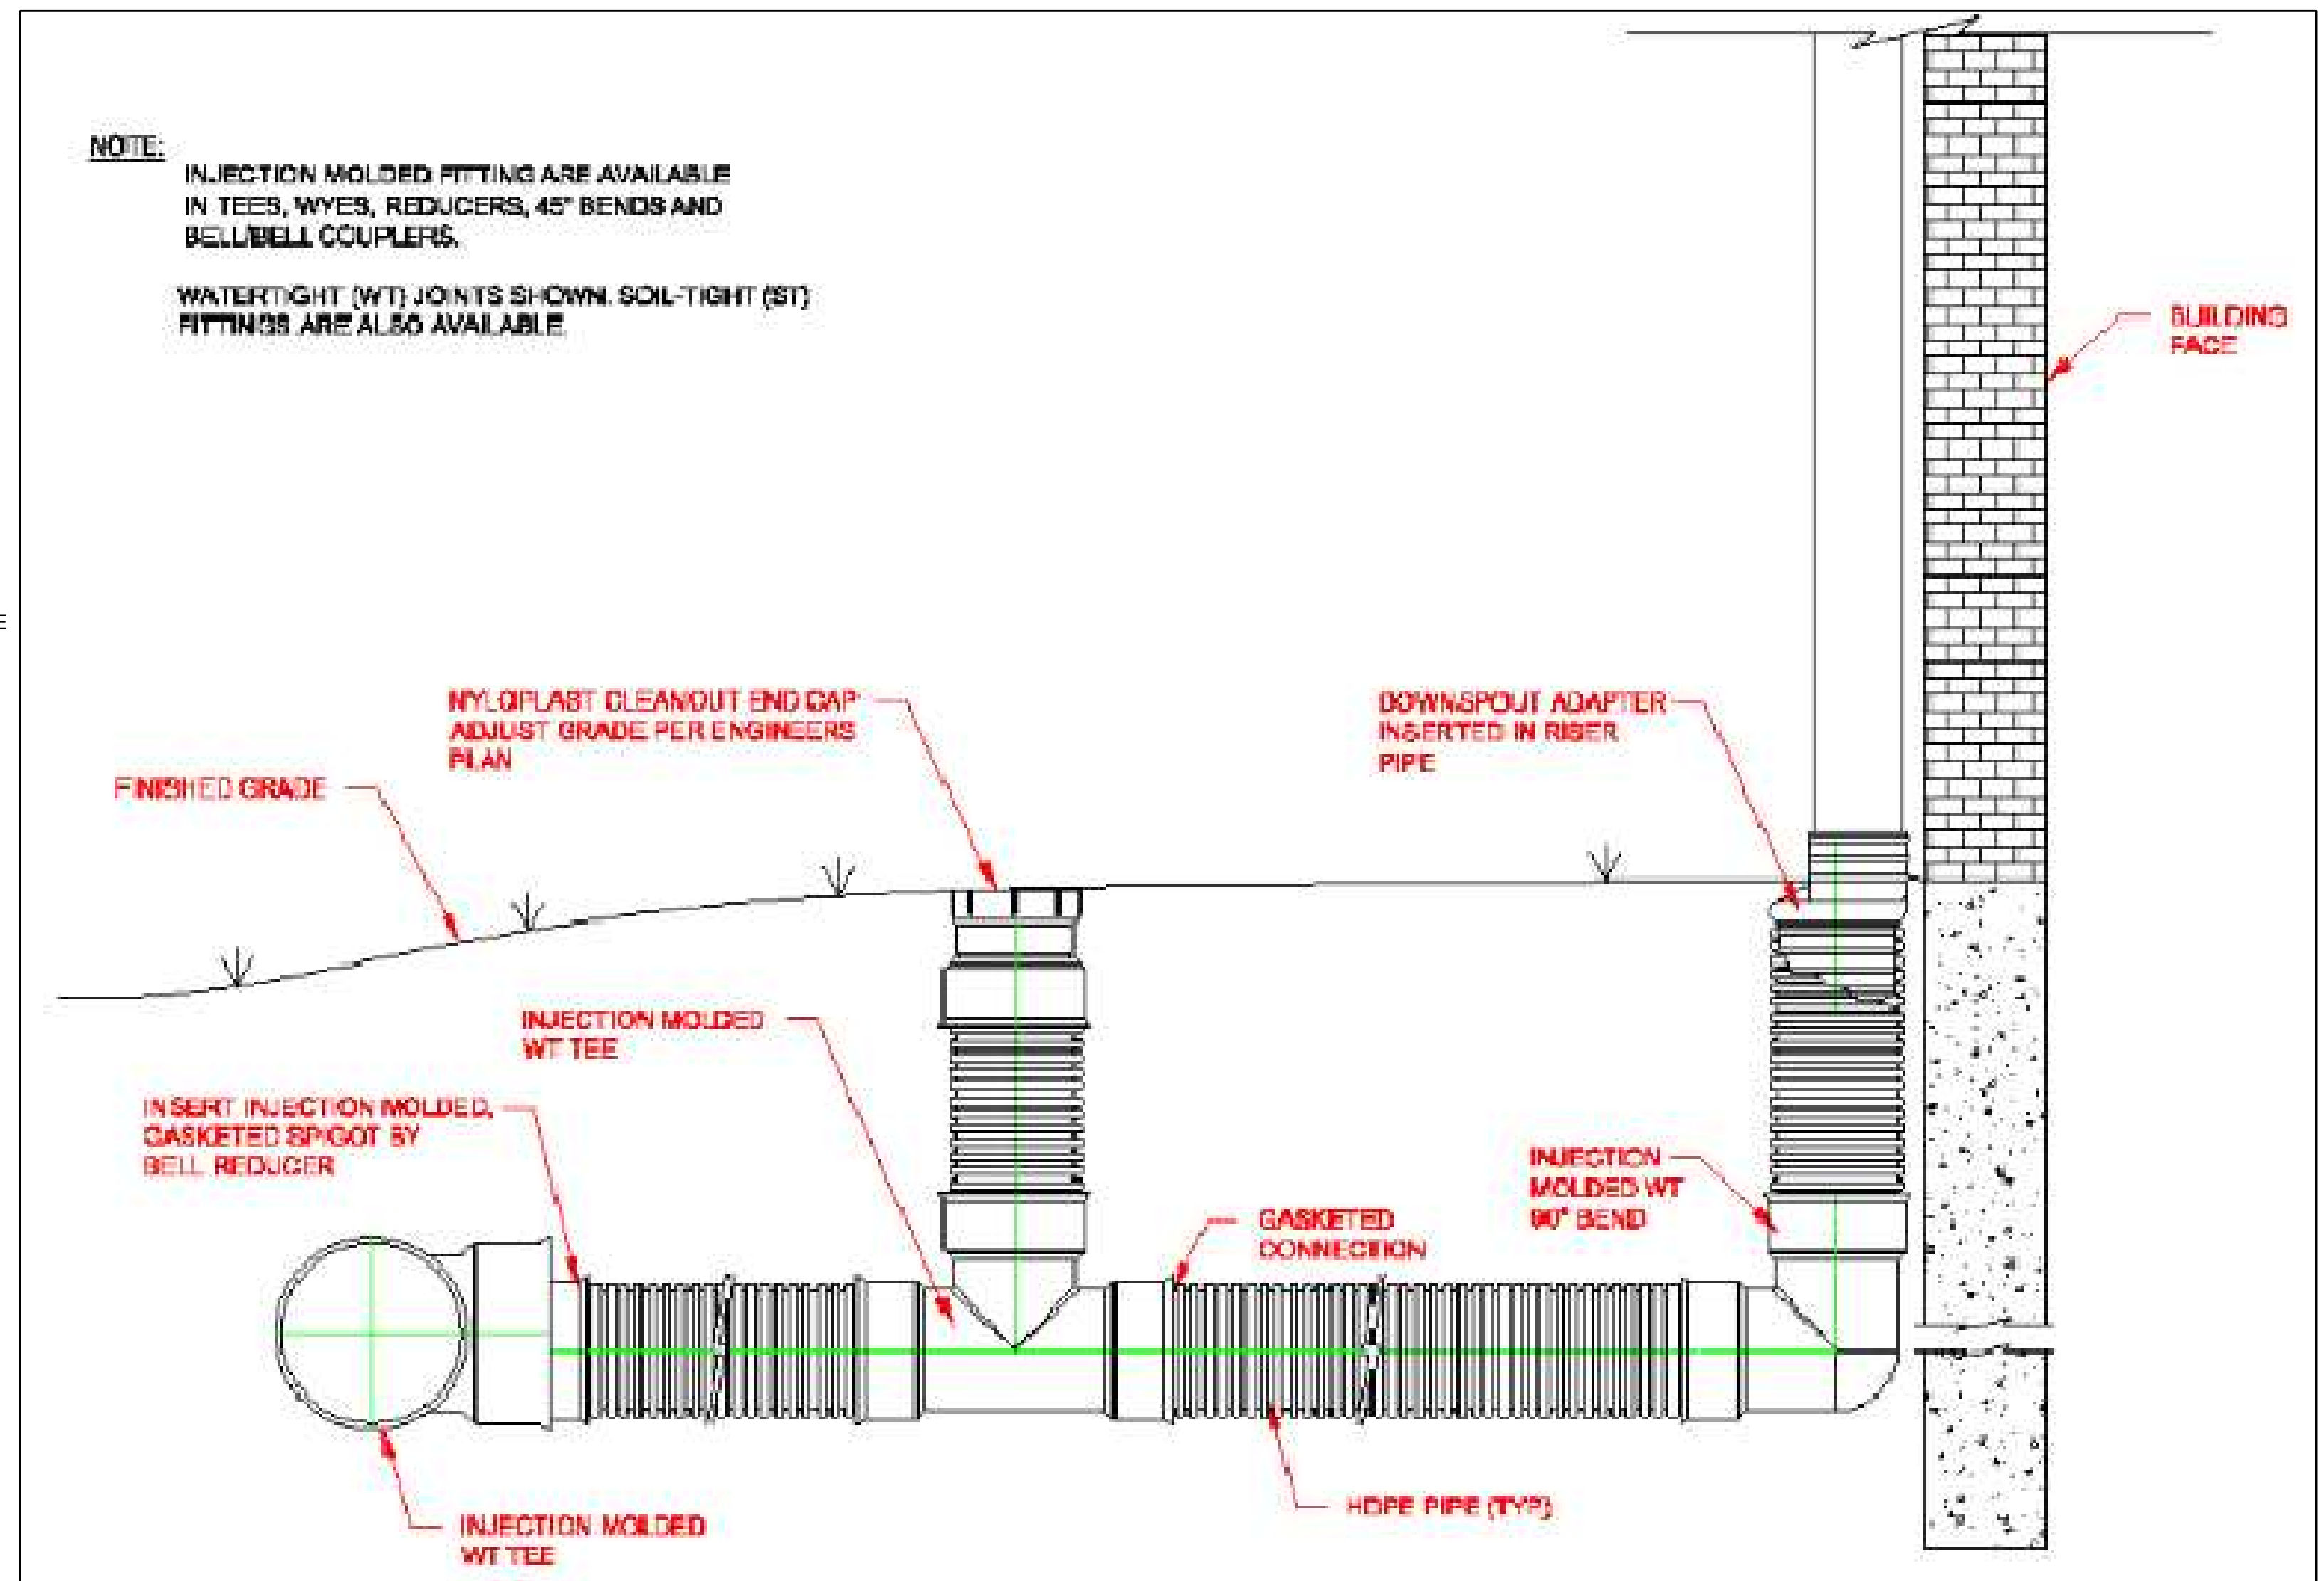 NOTE:
INJECTION MOLDED FITTING ARE AVAILABLE
IN TEES, WYES, REDUCERS, 45° BENDS AND
BELL/BELL COUPLERS.
WATERTIGHT (WT) JOINTS SHOWN. SOIL-TIGHT (ST)
FITTINGS ARE ALSO AVAILABLE
BUILDING
FACE
NYLOPLAST CLEANOUT END CAP
ADJUST GRADE PER ENGINEERS
PLAN
DOWNSPOUT ADAPTER
INSERTED IN RISER
PIPE
FINISHED GRADE
INJECTION MOLDED
WT TEE
INSERT INJECTION MOLDED,
GASKETED SPIGOT BY
BELL REDUCER
INJECTION
MOLDED WT
90° BEND
GASKETED
CONNECTION
HDPE PIPE (TYP)
INJECTION MOLDED
WT TEE
E